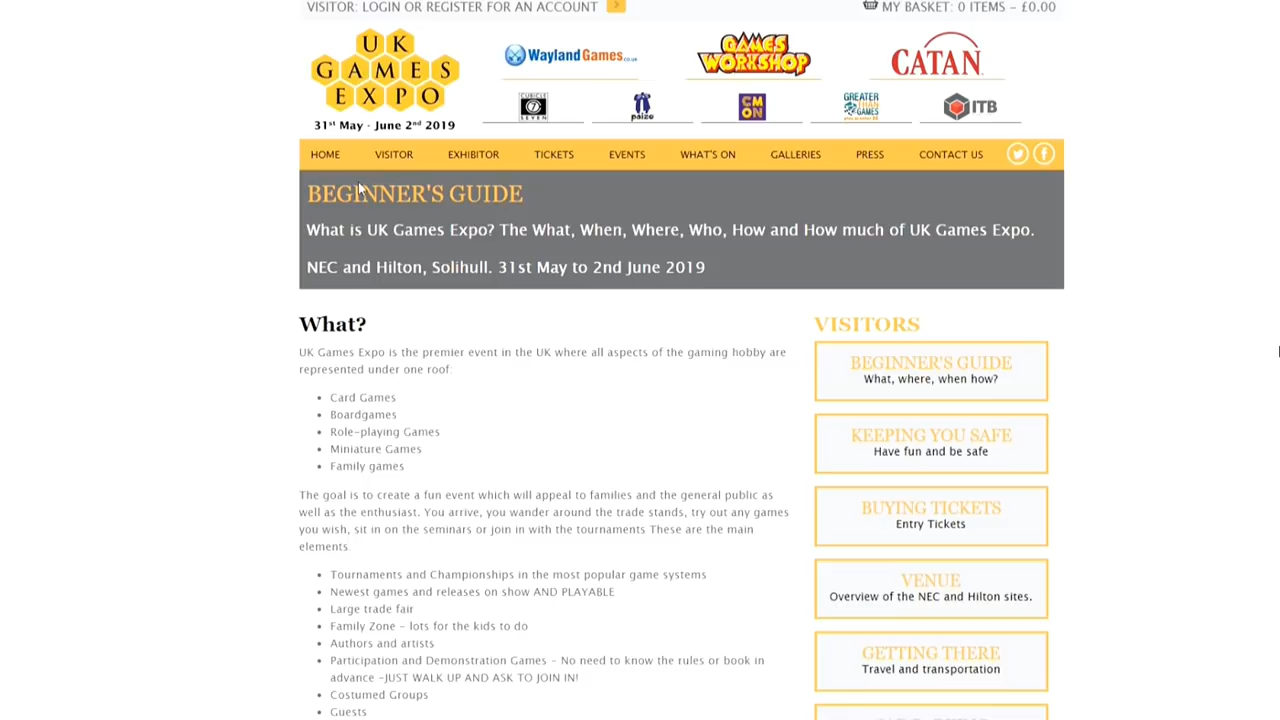 VISITOR: LOGIN OR REGISTER FOR AN ACCOUNT
MY BASKET: 0 ITEMS – £0.00
UK
GAMES
EXPO
31st May - June 2nd 2019
WaylandGames.co.uk
GAMES
WORKSHOP
CATAN
CUBICLE
7
SEVEN
paizo
CM
ON
GREATER
THAN
GAMES
ITB
HOME
VISITOR
EXHIBITOR
TICKETS
EVENTS
WHAT'S ON
GALLERIES
PRESS
CONTACT US
BEGINNER'S GUIDE
What is UK Games Expo? The What, When, Where, Who, How and How much of UK Games Expo.
NEC and Hilton, Solihull. 31st May to 2nd June 2019
What?
UK Games Expo is the premier event in the UK where all aspects of the gaming hobby are
represented under one roof:
Card Games
Boardgames
Role-playing Games
Miniature Games
Family games
The goal is to create a fun event which will appeal to families and the general public as
well as the enthusiast. You arrive, you wander around the trade stands, try out any games
you wish, sit in on the seminars or join in with the tournaments These are the main
elements
Tournaments and Championships in the most popular game systems
Newest games and releases on show AND PLAYABLE
Large trade fair
Family Zone – lots for the kids to do
Authors and artists
Participation and Demonstration Games – No need to know the rules or book in
advance –JUST WALK UP AND ASK TO JOIN IN!
Costumed Groups
Guests
VISITORS
BEGINNER'S GUIDE
What, where, when how?
KEEPING YOU SAFE
Have fun and be safe
BUYING TICKETS
Entry Tickets
VENUE
Overview of the NEC and Hilton sites.
GETTING THERE
Travel and transportation